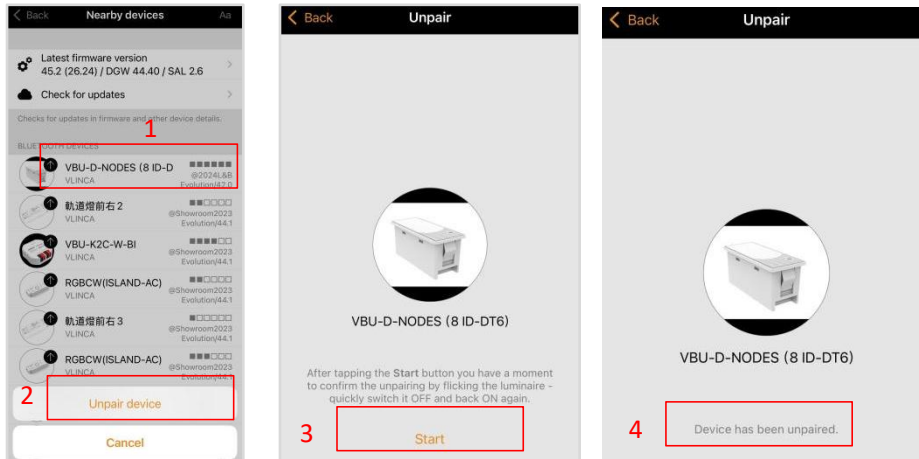 Back
Nearby devices
Aa
Latest firmware version
45.2 (26.24) / DGW 44.40 / SAL 2.6
Check for updates
Checks for updates in firmware and other device details.
1
BLUETOOTH DEVICES
VBU-D-NODES (8 ID-D
VLINCA
@2024L&B
Evolution/42.0
軌道燈前右 2
VLINCA
@Showroom2023
Evolution/44.1
VBU-K2C-W-BI
VLINCA
@Showroom2023
Evolution/44.1
RGBCW(ISLAND-AC)
VLINCA
@Showroom2023
Evolution/44.1
軌道燈前右 3
VLINCA
@Showroom2023
Evolution/44.1
RGBCW(ISLAND-AC)
VLINCA
@Showroom2023
Evolution/44.1
2
Unpair device
Cancel
Back
Unpair
VBU-D-NODES (8 ID-DT6)
After tapping the Start button you have a moment
to confirm the unpairing by flicking the luminaire -
quickly switch it OFF and back ON again.
3
Start
Back
Unpair
VBU-D-NODES (8 ID-DT6)
4
Device has been unpaired.